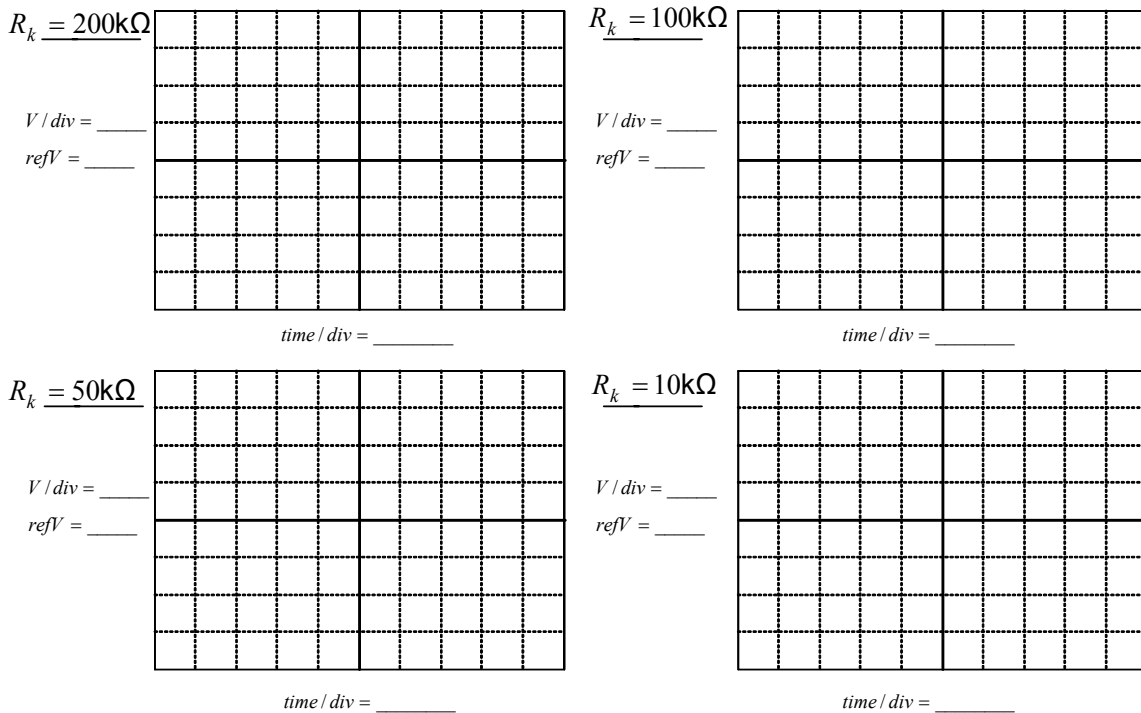 R_k = 200kΩ
V / div = _____
refV = _____
time / div = ________
R_k = 100kΩ
V / div = _____
refV = _____
time / div = ________
R_k = 50kΩ
V / div = _____
refV = _____
time / div = ________
R_k = 10kΩ
V / div = _____
refV = _____
time / div = ________